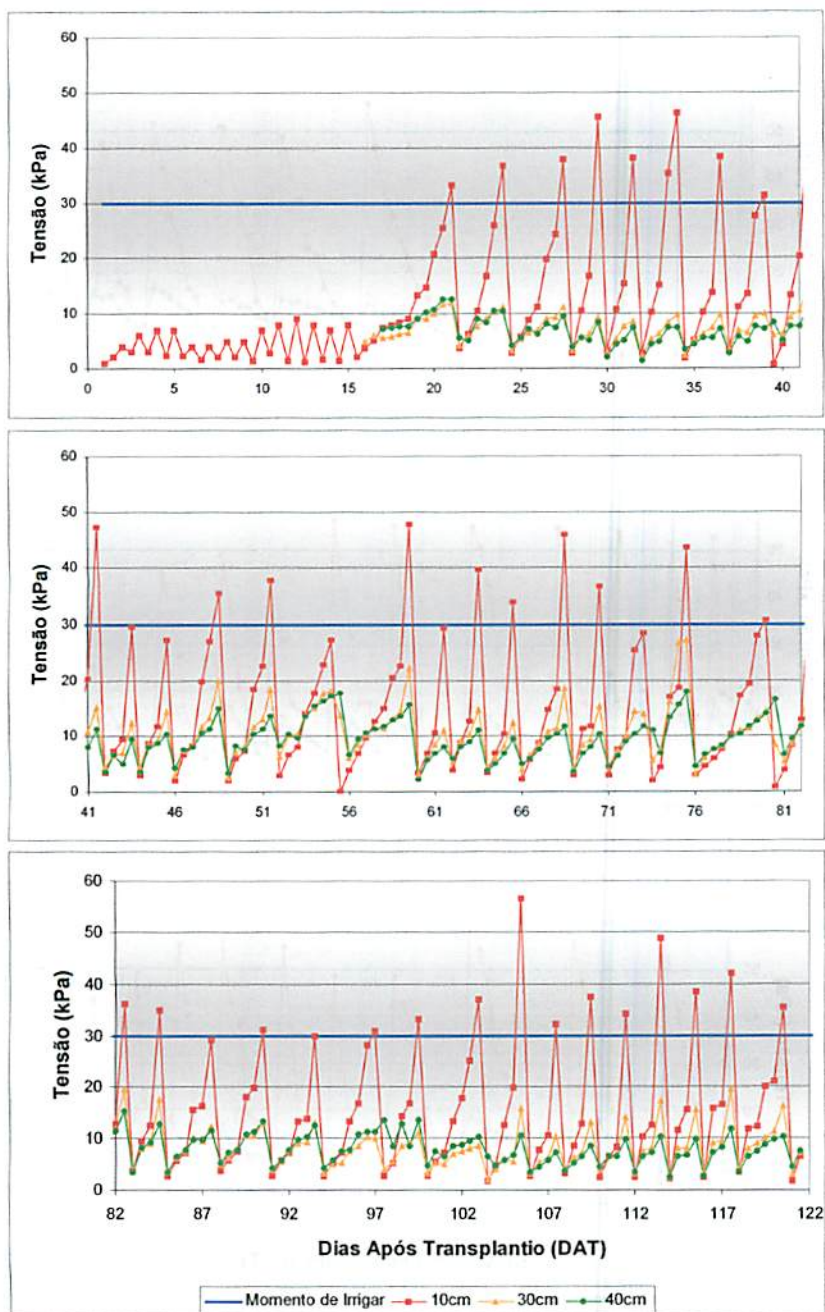 60
50
40
30
20
10
0
Tensão (kPa)
0 5 10 15 20 25 30 35 40
60
50
40
30
20
10
0
Tensão (kPa)
41 46 51 56 61 66 71 76 81
60
50
40
30
20
10
0
Tensão (kPa)
82 87 92 97 102 107 112 117 122
Dias Após Transplantio (DAT)
Momento de Irrigar 10cm 30cm 40cm